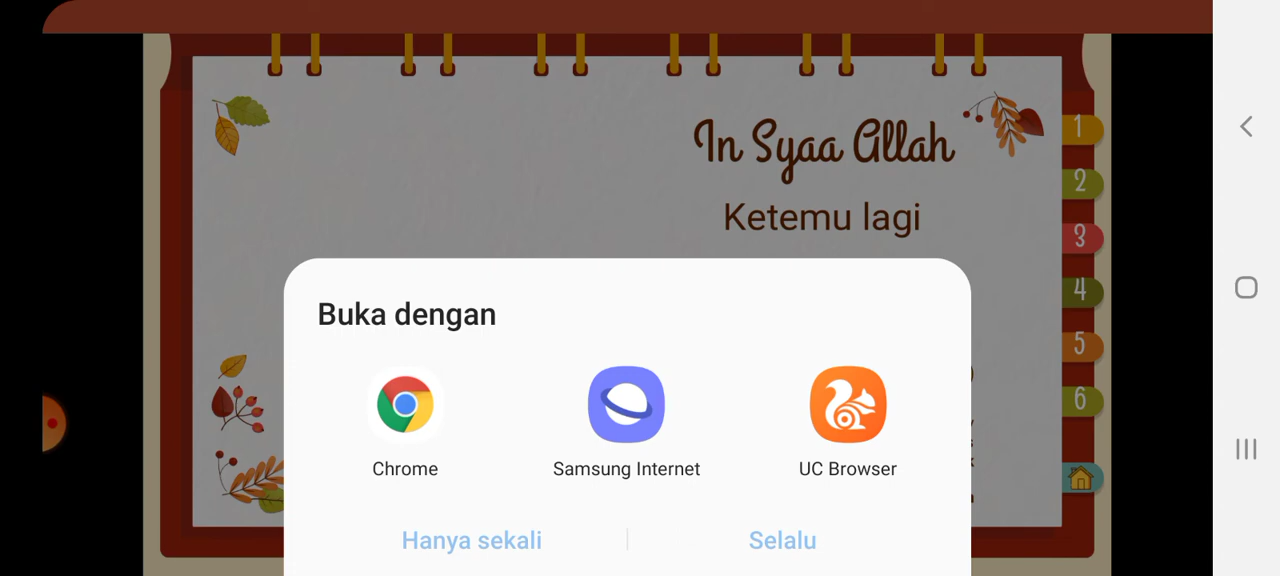 In Syaa Allah
Ketemu lagi
1
2
3
4
5
6
Buka dengan
Chrome
Samsung Internet
UC Browser
Hanya sekali
Selalu